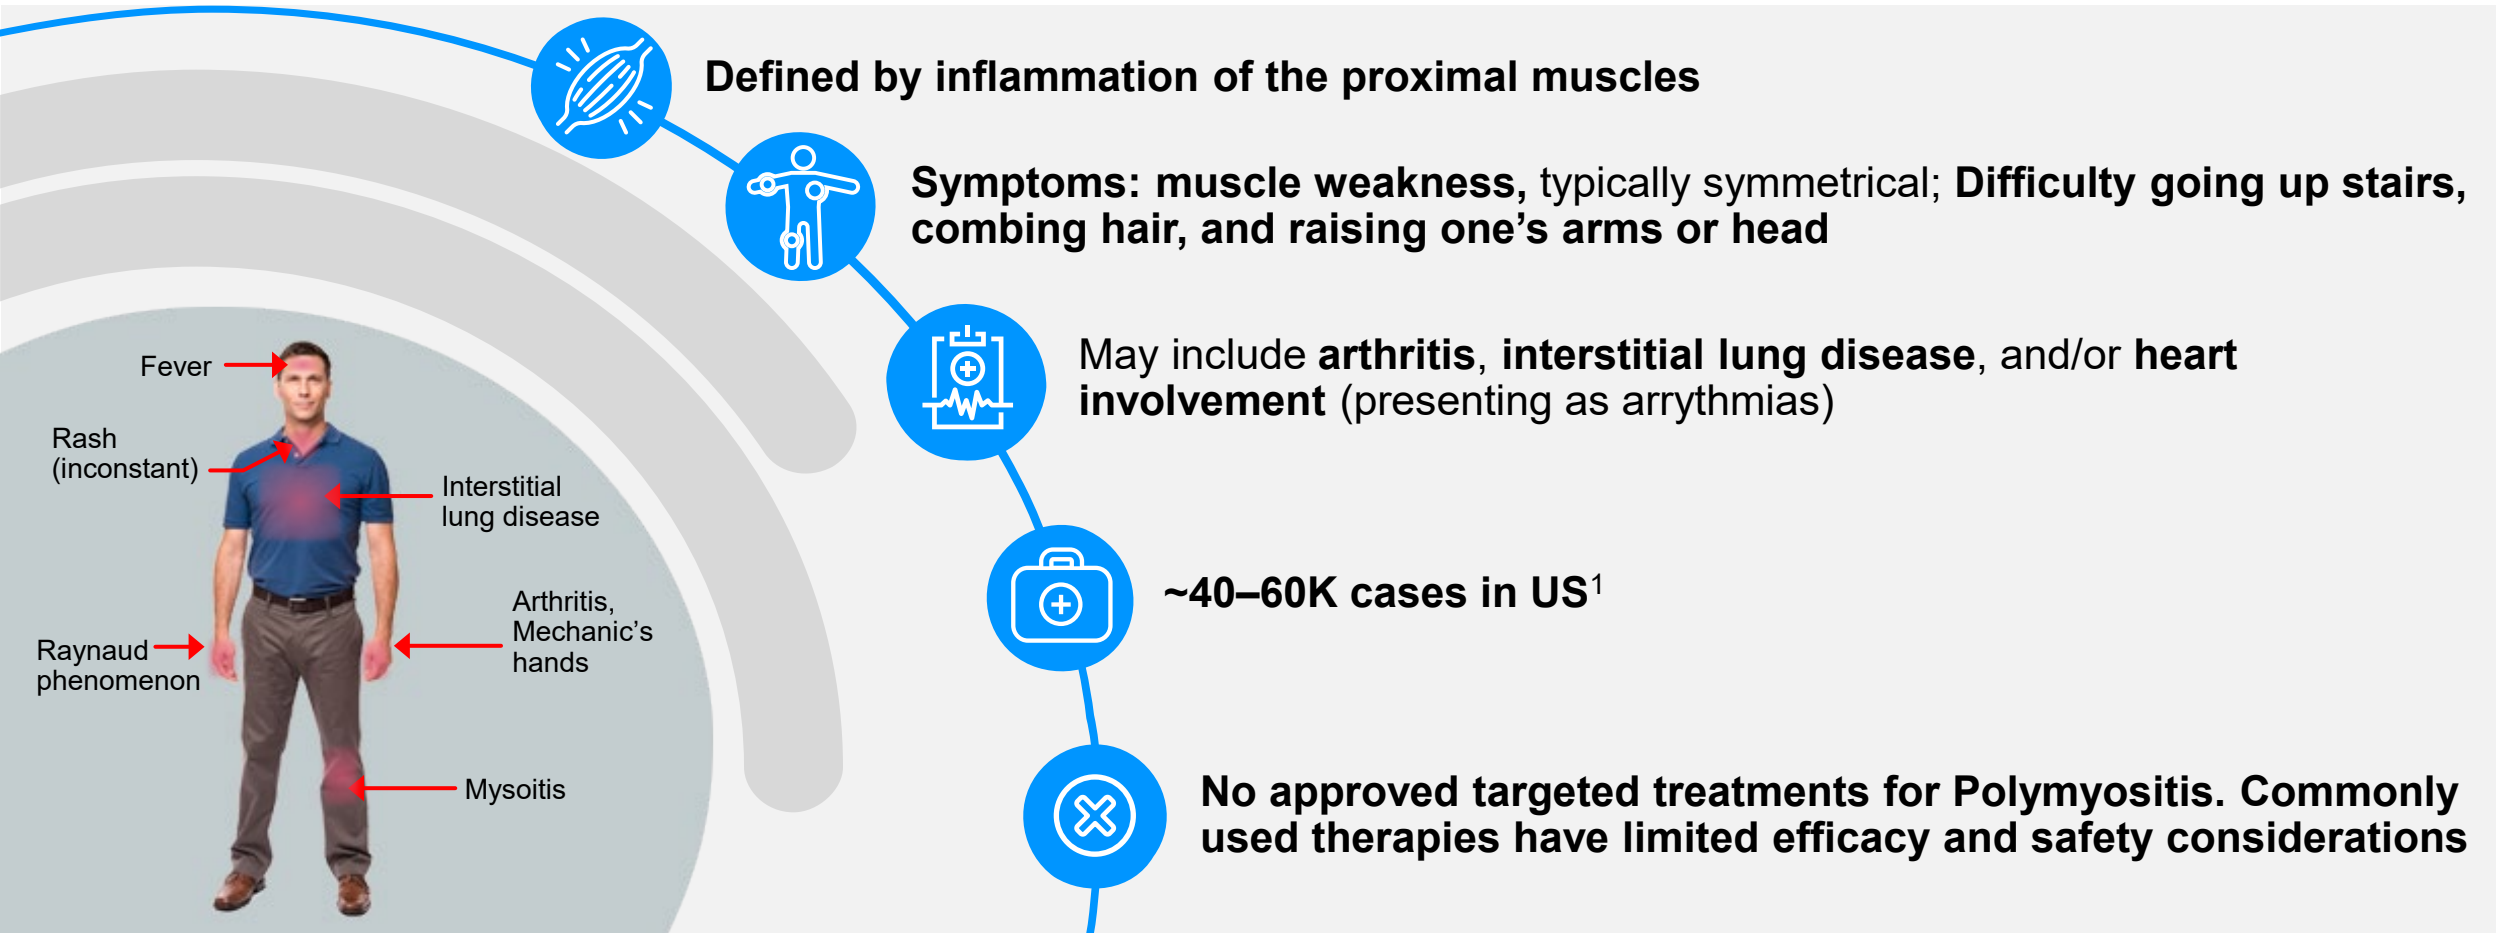 Defined by inflammation of the proximal muscles
Symptoms: muscle weakness, typically symmetrical; Difficulty going up stairs,
combing hair, and raising one’s arms or head
May include arthritis, interstitial lung disease, and/or heart
involvement (presenting as arrythmias)
~40–60K cases in US¹
No approved targeted treatments for Polymyositis. Commonly
used therapies have limited efficacy and safety considerations
Fever
Rash
(inconstant)
Interstitial
lung disease
Arthritis,
Mechanic’s
hands
Raynaud
phenomenon
Mysoitis